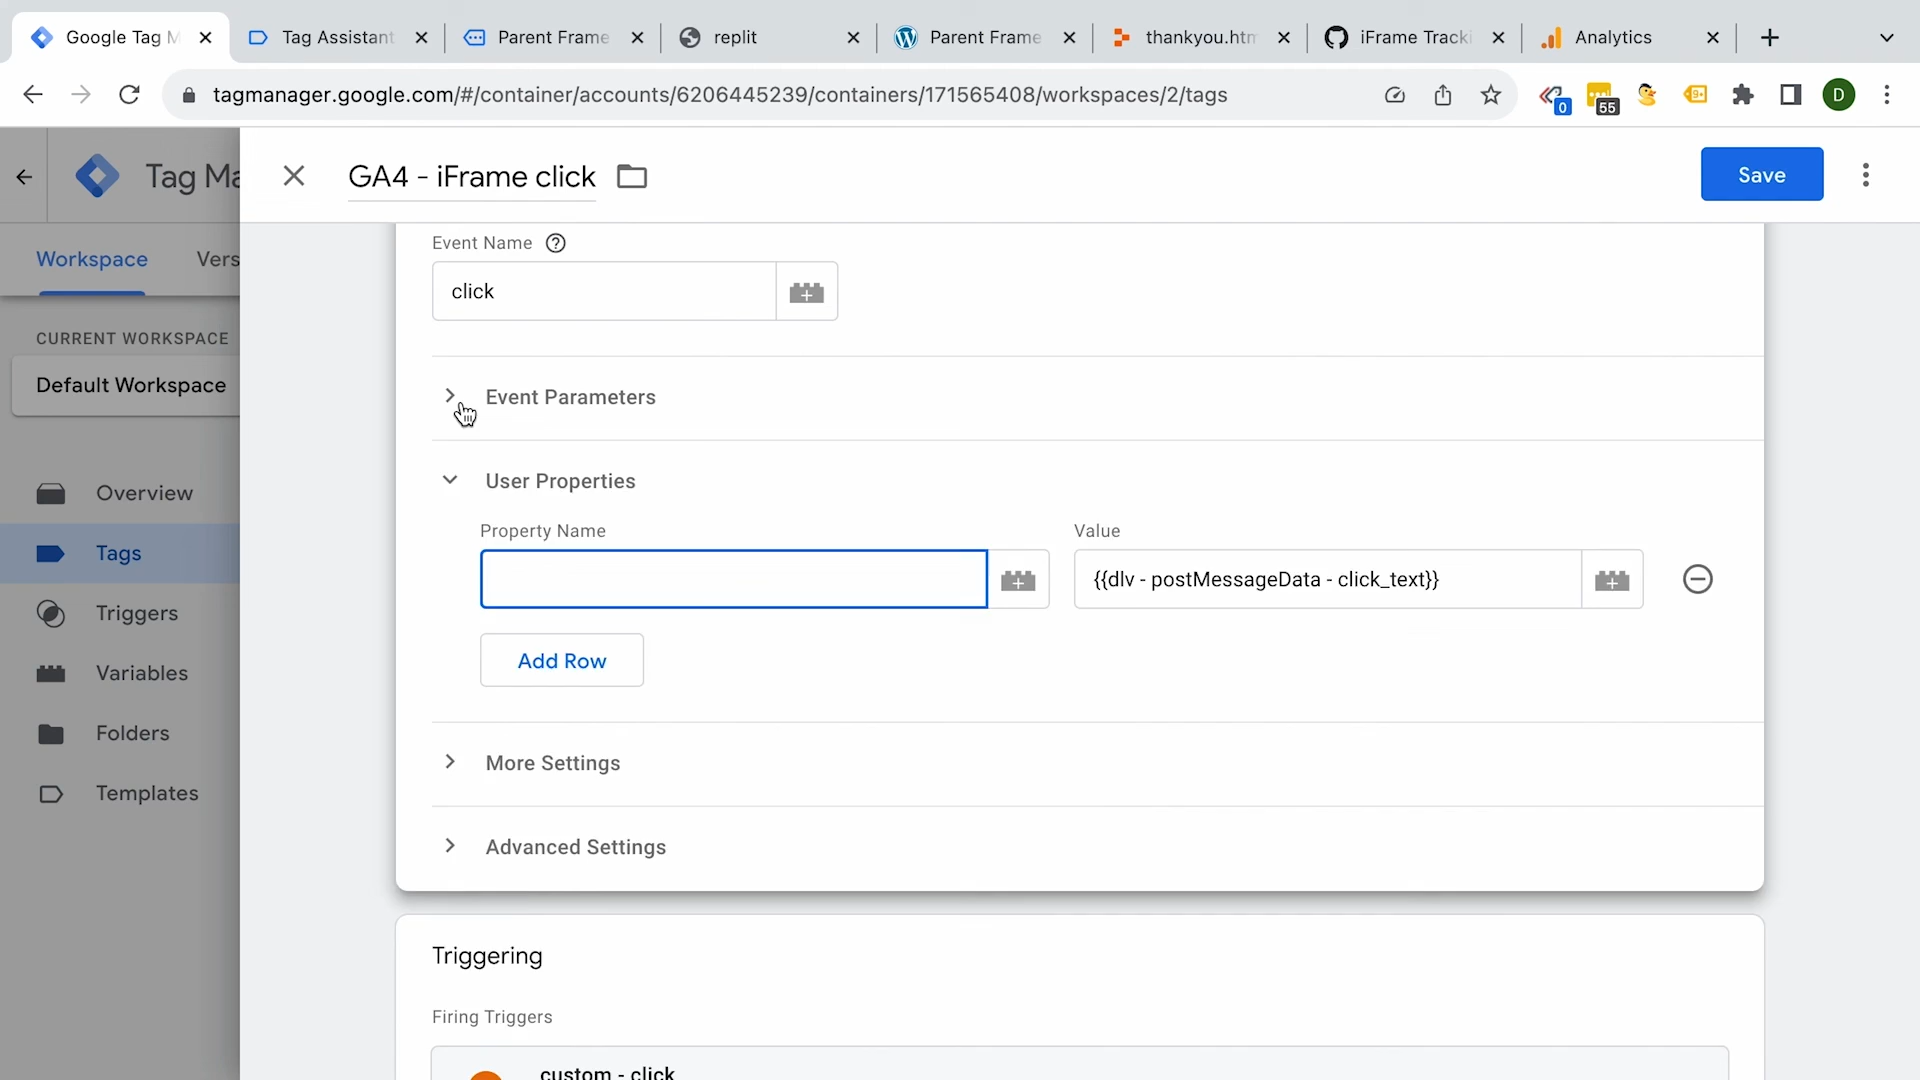 Google Tag M
Tag Assistant
Parent Frame
replit
Parent Frame
thankyou.htm
iFrame Tracki
Analytics
tagmanager.google.com/#/container/accounts/6206445239/containers/171565408/workspaces/2/tags
0
55
9+
D
Tag Ma
GA4 - iFrame click
Save
Workspace
Vers
Event Name
click
CURRENT WORKSPACE
Default Workspace
Event Parameters
User Properties
Overview
Property Name
Value
Tags
{{dlv - postMessageData - click_text}}
Triggers
Add Row
Variables
Folders
More Settings
Templates
Advanced Settings
Triggering
Firing Triggers
custom - click